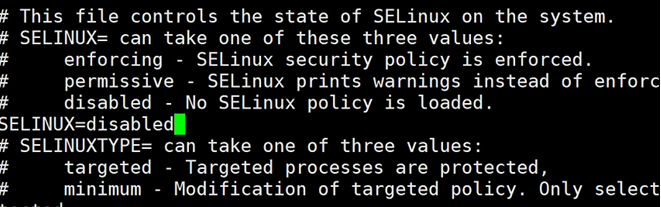 # This file controls the state of SELinux on the system.
# SELINUX= can take one of these three values:
#     enforcing - SELinux security policy is enforced.
#     permissive - SELinux prints warnings instead of enforc
#     disabled - No SELinux policy is loaded.
SELINUX=disabled
# SELINUXTYPE= can take one of three values:
#     targeted - Targeted processes are protected,
#     minimum - Modification of targeted policy. Only select